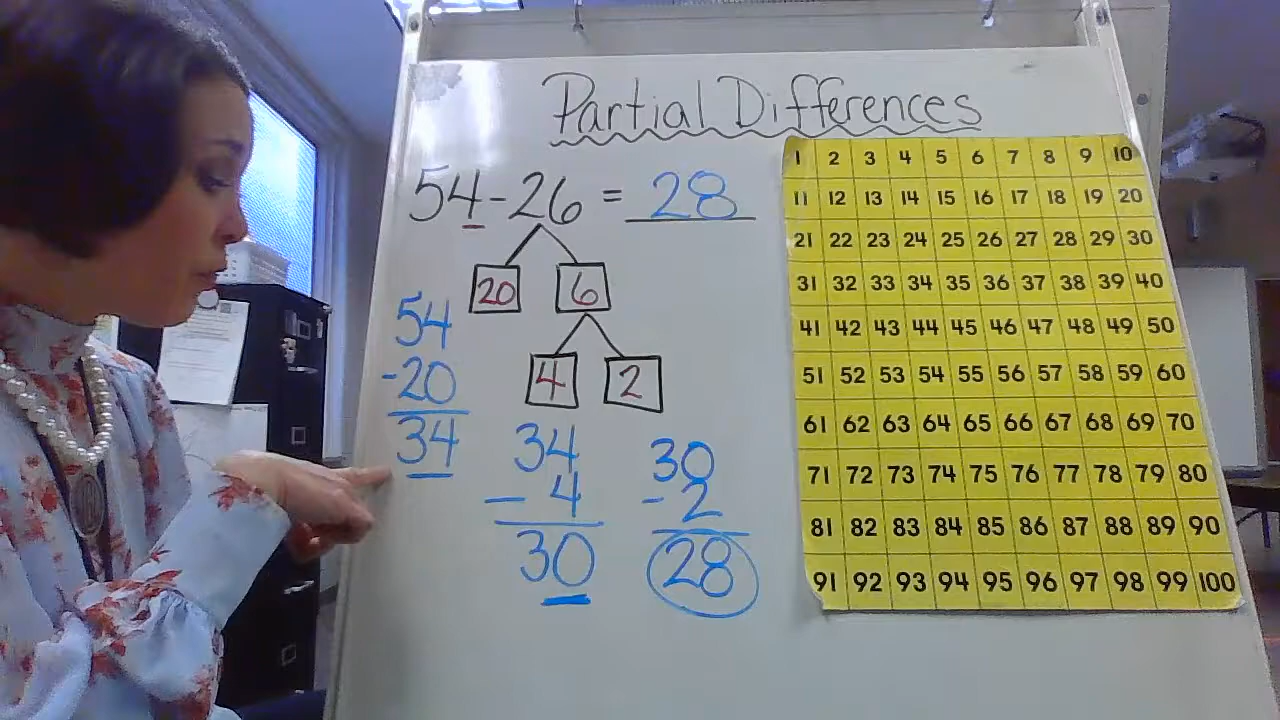 Partial Differences
54-26 = 28
20 6
4 2
54
-20
34
34
- 4
30
30
- 2
28
1 2 3 4 5 6 7 8 9 10
11 12 13 14 15 16 17 18 19 20
21 22 23 24 25 26 27 28 29 30
31 32 33 34 35 36 37 38 39 40
41 42 43 44 45 46 47 48 49 50
51 52 53 54 55 56 57 58 59 60
61 62 63 64 65 66 67 68 69 70
71 72 73 74 75 76 77 78 79 80
81 82 83 84 85 86 87 88 89 90
91 92 93 94 95 96 97 98 99 100